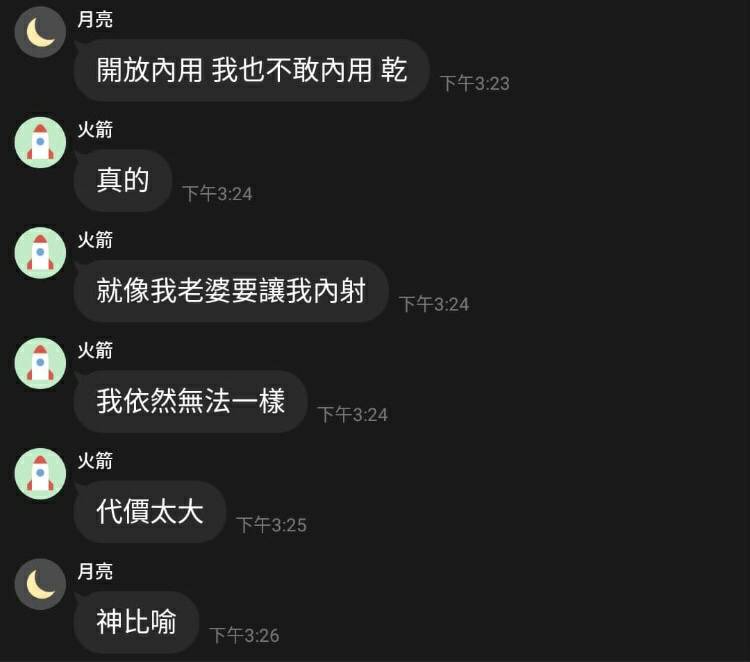 月亮
開放內用 我也不敢內用 乾
下午3:23
火箭
真的
下午3:24
火箭
就像我老婆要讓我內射
下午3:24
火箭
我依然無法一樣
下午3:24
火箭
代價太大
下午3:25
月亮
神比喻
下午3:26